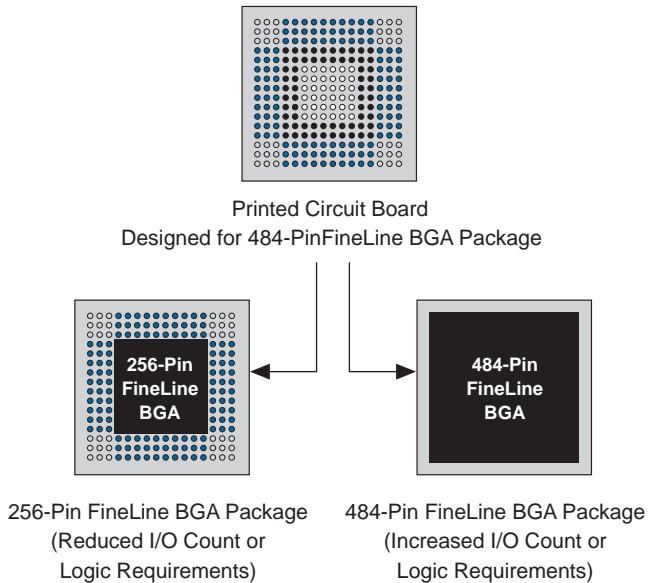 Printed Circuit Board
Designed for 484-PinFineLine BGA Package
256-Pin
FineLine
BGA
484-Pin
FineLine
BGA
256-Pin FineLine BGA Package
(Reduced I/O Count or
Logic Requirements)
484-Pin FineLine BGA Package
(Increased I/O Count or
Logic Requirements)